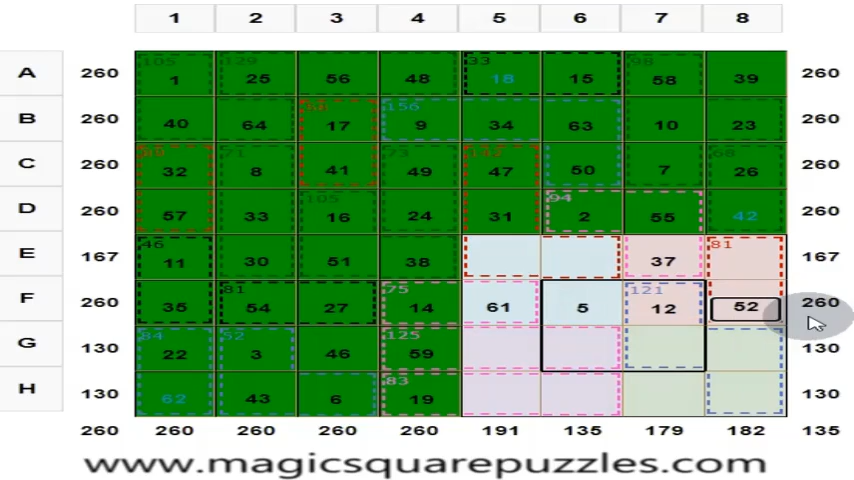 1 2 3 4 5 6 7 8
105 129 33 98
A 260 1 25 56 48 18 15 58 39 260
156
B 260 40 64 17 9 34 63 10 23 260
71 73 142 68
C 260 32 8 41 49 47 50 7 26 260
105 94
D 260 57 33 16 24 31 2 55 42 260
46 81
E 167 11 30 51 38 37 167
81 75 121
F 260 35 54 27 14 61 5 12 52 260
84 52 125
G 130 22 3 46 59 130
83
H 130 62 43 6 19 130
260 260 260 260 260 191 135 179 182 135
www.magicsquarepuzzles.com